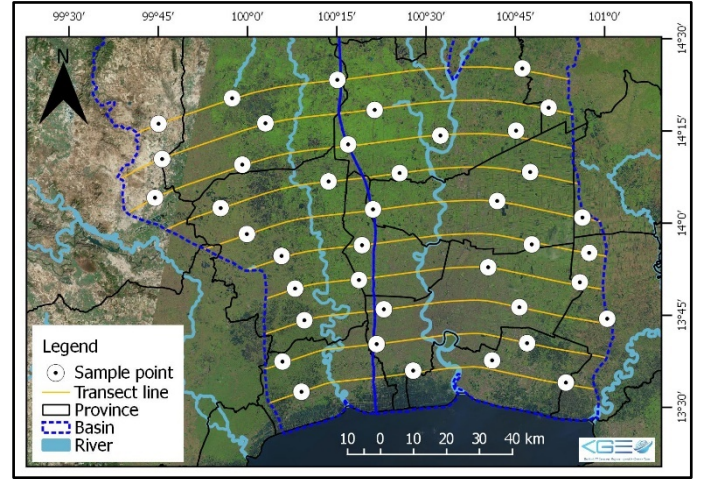 99°30′ 99°45′ 100°0′ 100°15′ 100°30′ 100°45′ 101°0′
14°30′
14°15′
14°0′
13°45′
13°30′
N
Legend
Sample point
Transect line
Province
Basin
River
10 0 10 20 30 40 km
KGEO